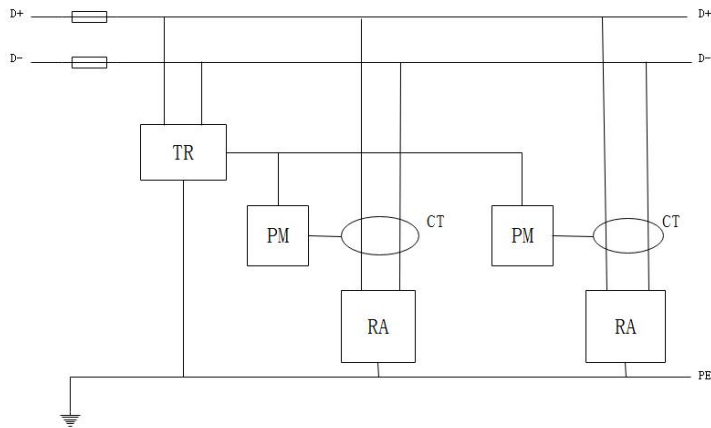 D+ D+
D- D-
TR
PM CT PM CT
RA RA
PE